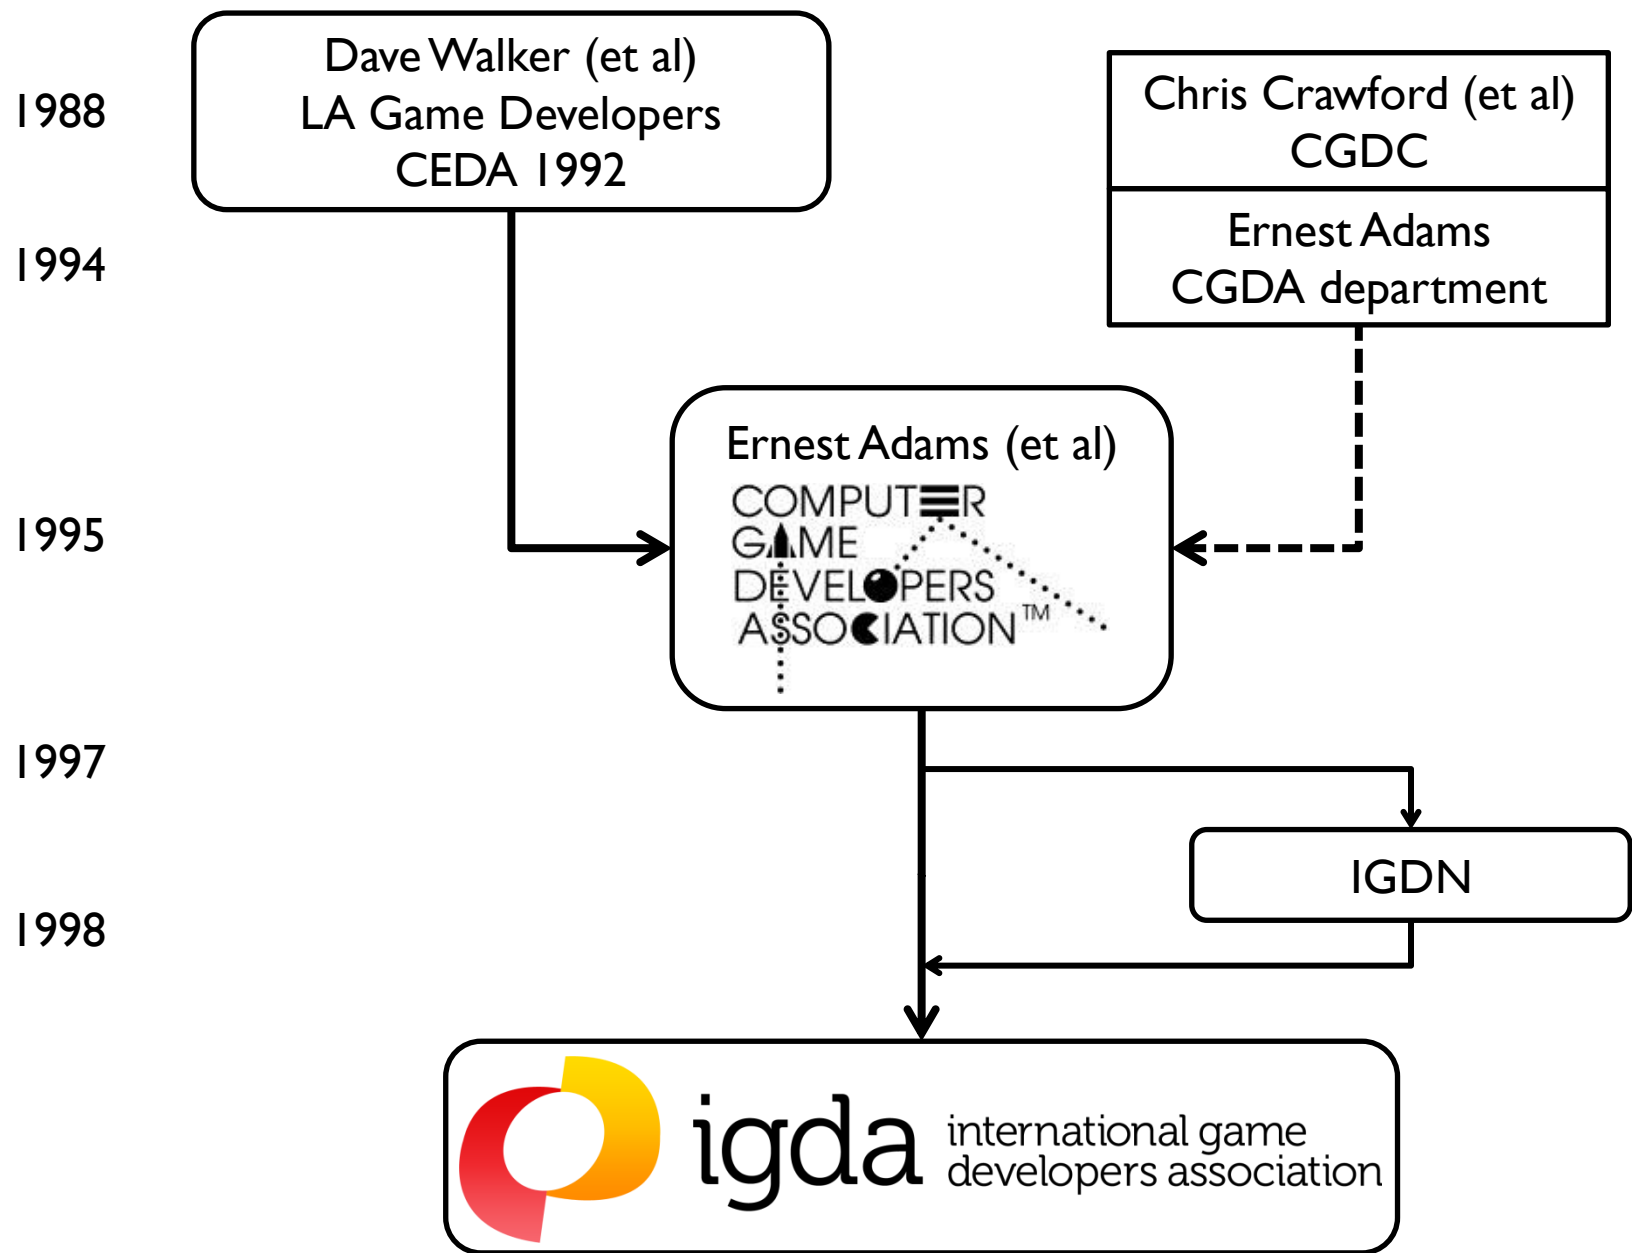 1988
Dave Walker (et al)
LA Game Developers
CEDA 1992
Chris Crawford (et al)
CGDC
1994
Ernest Adams
CGDA department
Ernest Adams (et al)
1995
COMPUTER
GAME
DEVELOPERS
ASSOCIATION™
1997
IGDN
1998
igda
international game
developers association